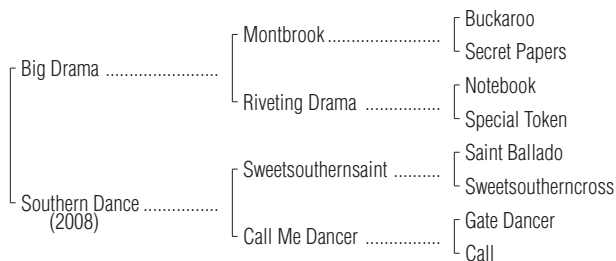 Buckaroo
Montbrook
Secret Papers
Big Drama
Notebook
Riveting Drama
Special Token
Saint Ballado
Sweetsouthernsaint
Sweetsoutherncross
Southern Dance
(2008)
Gate Dancer
Call Me Dancer
Call